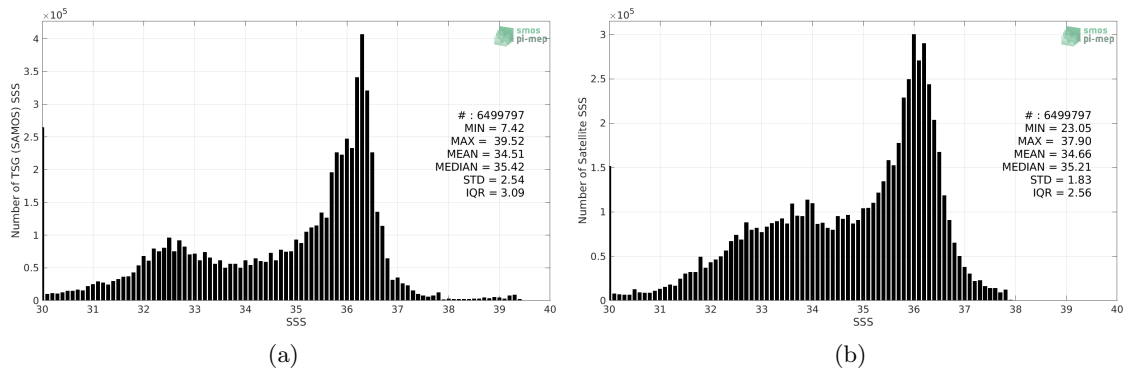 ×10⁵
4
3.5
3
2.5
2
1.5
1
0.5
0
30 31 32 33 34 35 36 37 38 39 40
SSS
Number of TSG (SAMOS) SSS
smos
pi-mep
# : 6499797
MIN = 7.42
MAX = 39.52
MEAN = 34.51
MEDIAN = 35.42
STD = 2.54
IQR = 3.09
(a)
×10⁵
3
2.5
2
1.5
1
0.5
0
30 31 32 33 34 35 36 37 38 39 40
SSS
Number of Satellite SSS
smos
pi-mep
# : 6499797
MIN = 23.05
MAX = 37.90
MEAN = 34.66
MEDIAN = 35.21
STD = 1.83
IQR = 2.56
(b)